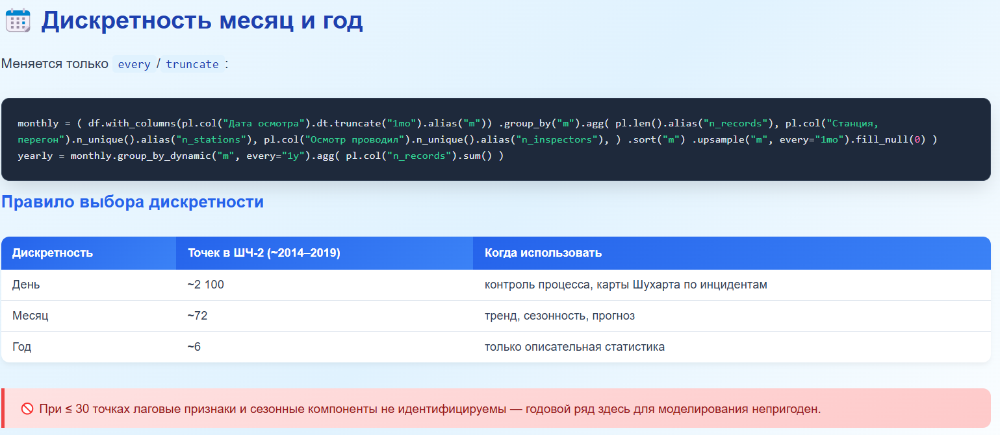 Дискретность месяц и год
Меняется только every / truncate :
monthly = ( df.with_columns(pl.col("Дата осмотра").dt.truncate("1mo").alias("m")) .group_by("m").agg( pl.len().alias("n_records"), pl.col("Станция,
перегон").n_unique().alias("n_stations"), pl.col("Осмотр проводил").n_unique().alias("n_inspectors"), ) .sort("m") .upsample("m", every="1mo").fill_null(0) )
yearly = monthly.group_by_dynamic("m", every="1y").agg( pl.col("n_records").sum() )
Правило выбора дискретности
Дискретность Точек в ШЧ-2 (~2014–2019) Когда использовать
День ~2 100 контроль процесса, карты Шухарта по инцидентам
Месяц ~72 тренд, сезонность, прогноз
Год ~6 только описательная статистика
При ≤ 30 точках лаговые признаки и сезонные компоненты не идентифицируемы — годовой ряд здесь для моделирования непригоден.